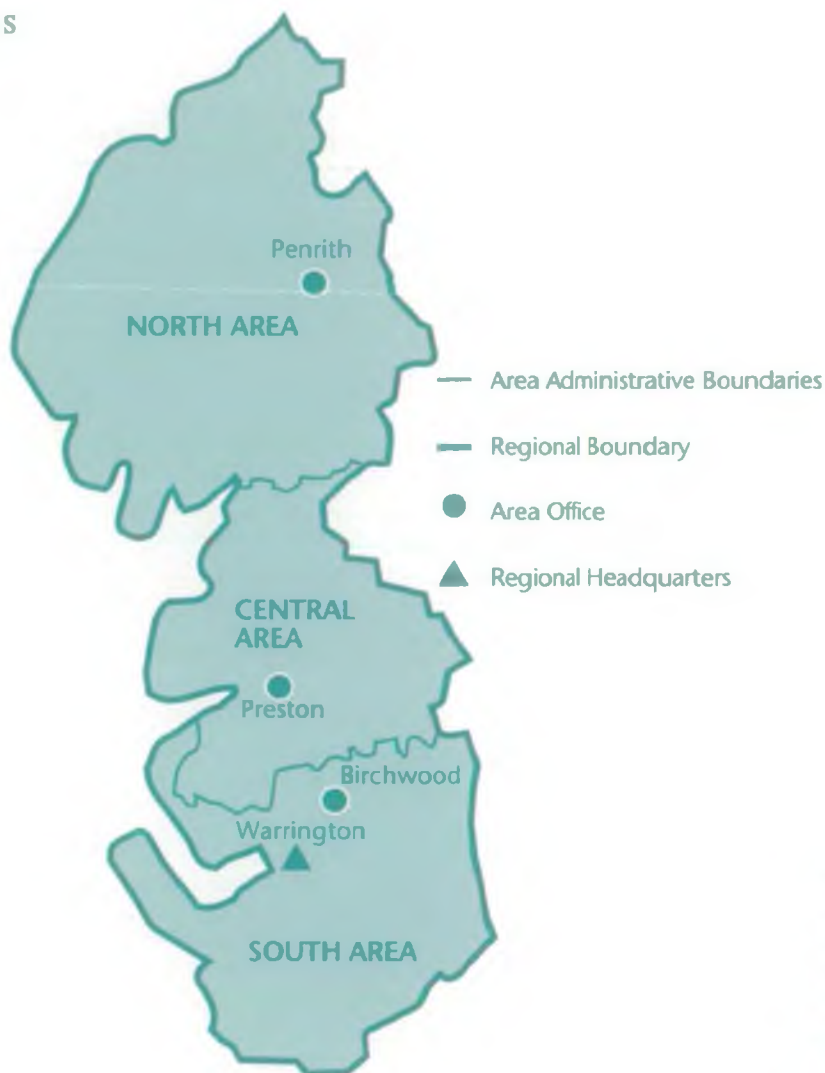 S
Penrith
NORTH AREA
Area Administrative Boundaries
Regional Boundary
Area Office
Regional Headquarters
CENTRAL
AREA
Preston
Birchwood
Warrington
SOUTH AREA